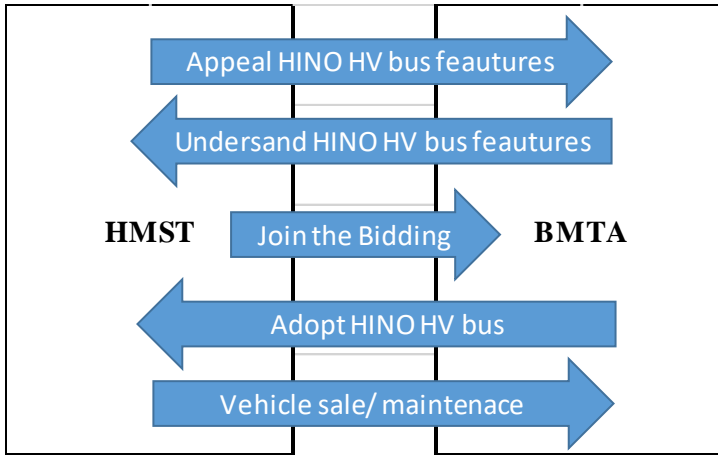 Appeal HINO HV bus feautures
Undersand HINO HV bus feautures
HMST
Join the Bidding
BMTA
Adopt HINO HV bus
Vehicle sale/ maintenace